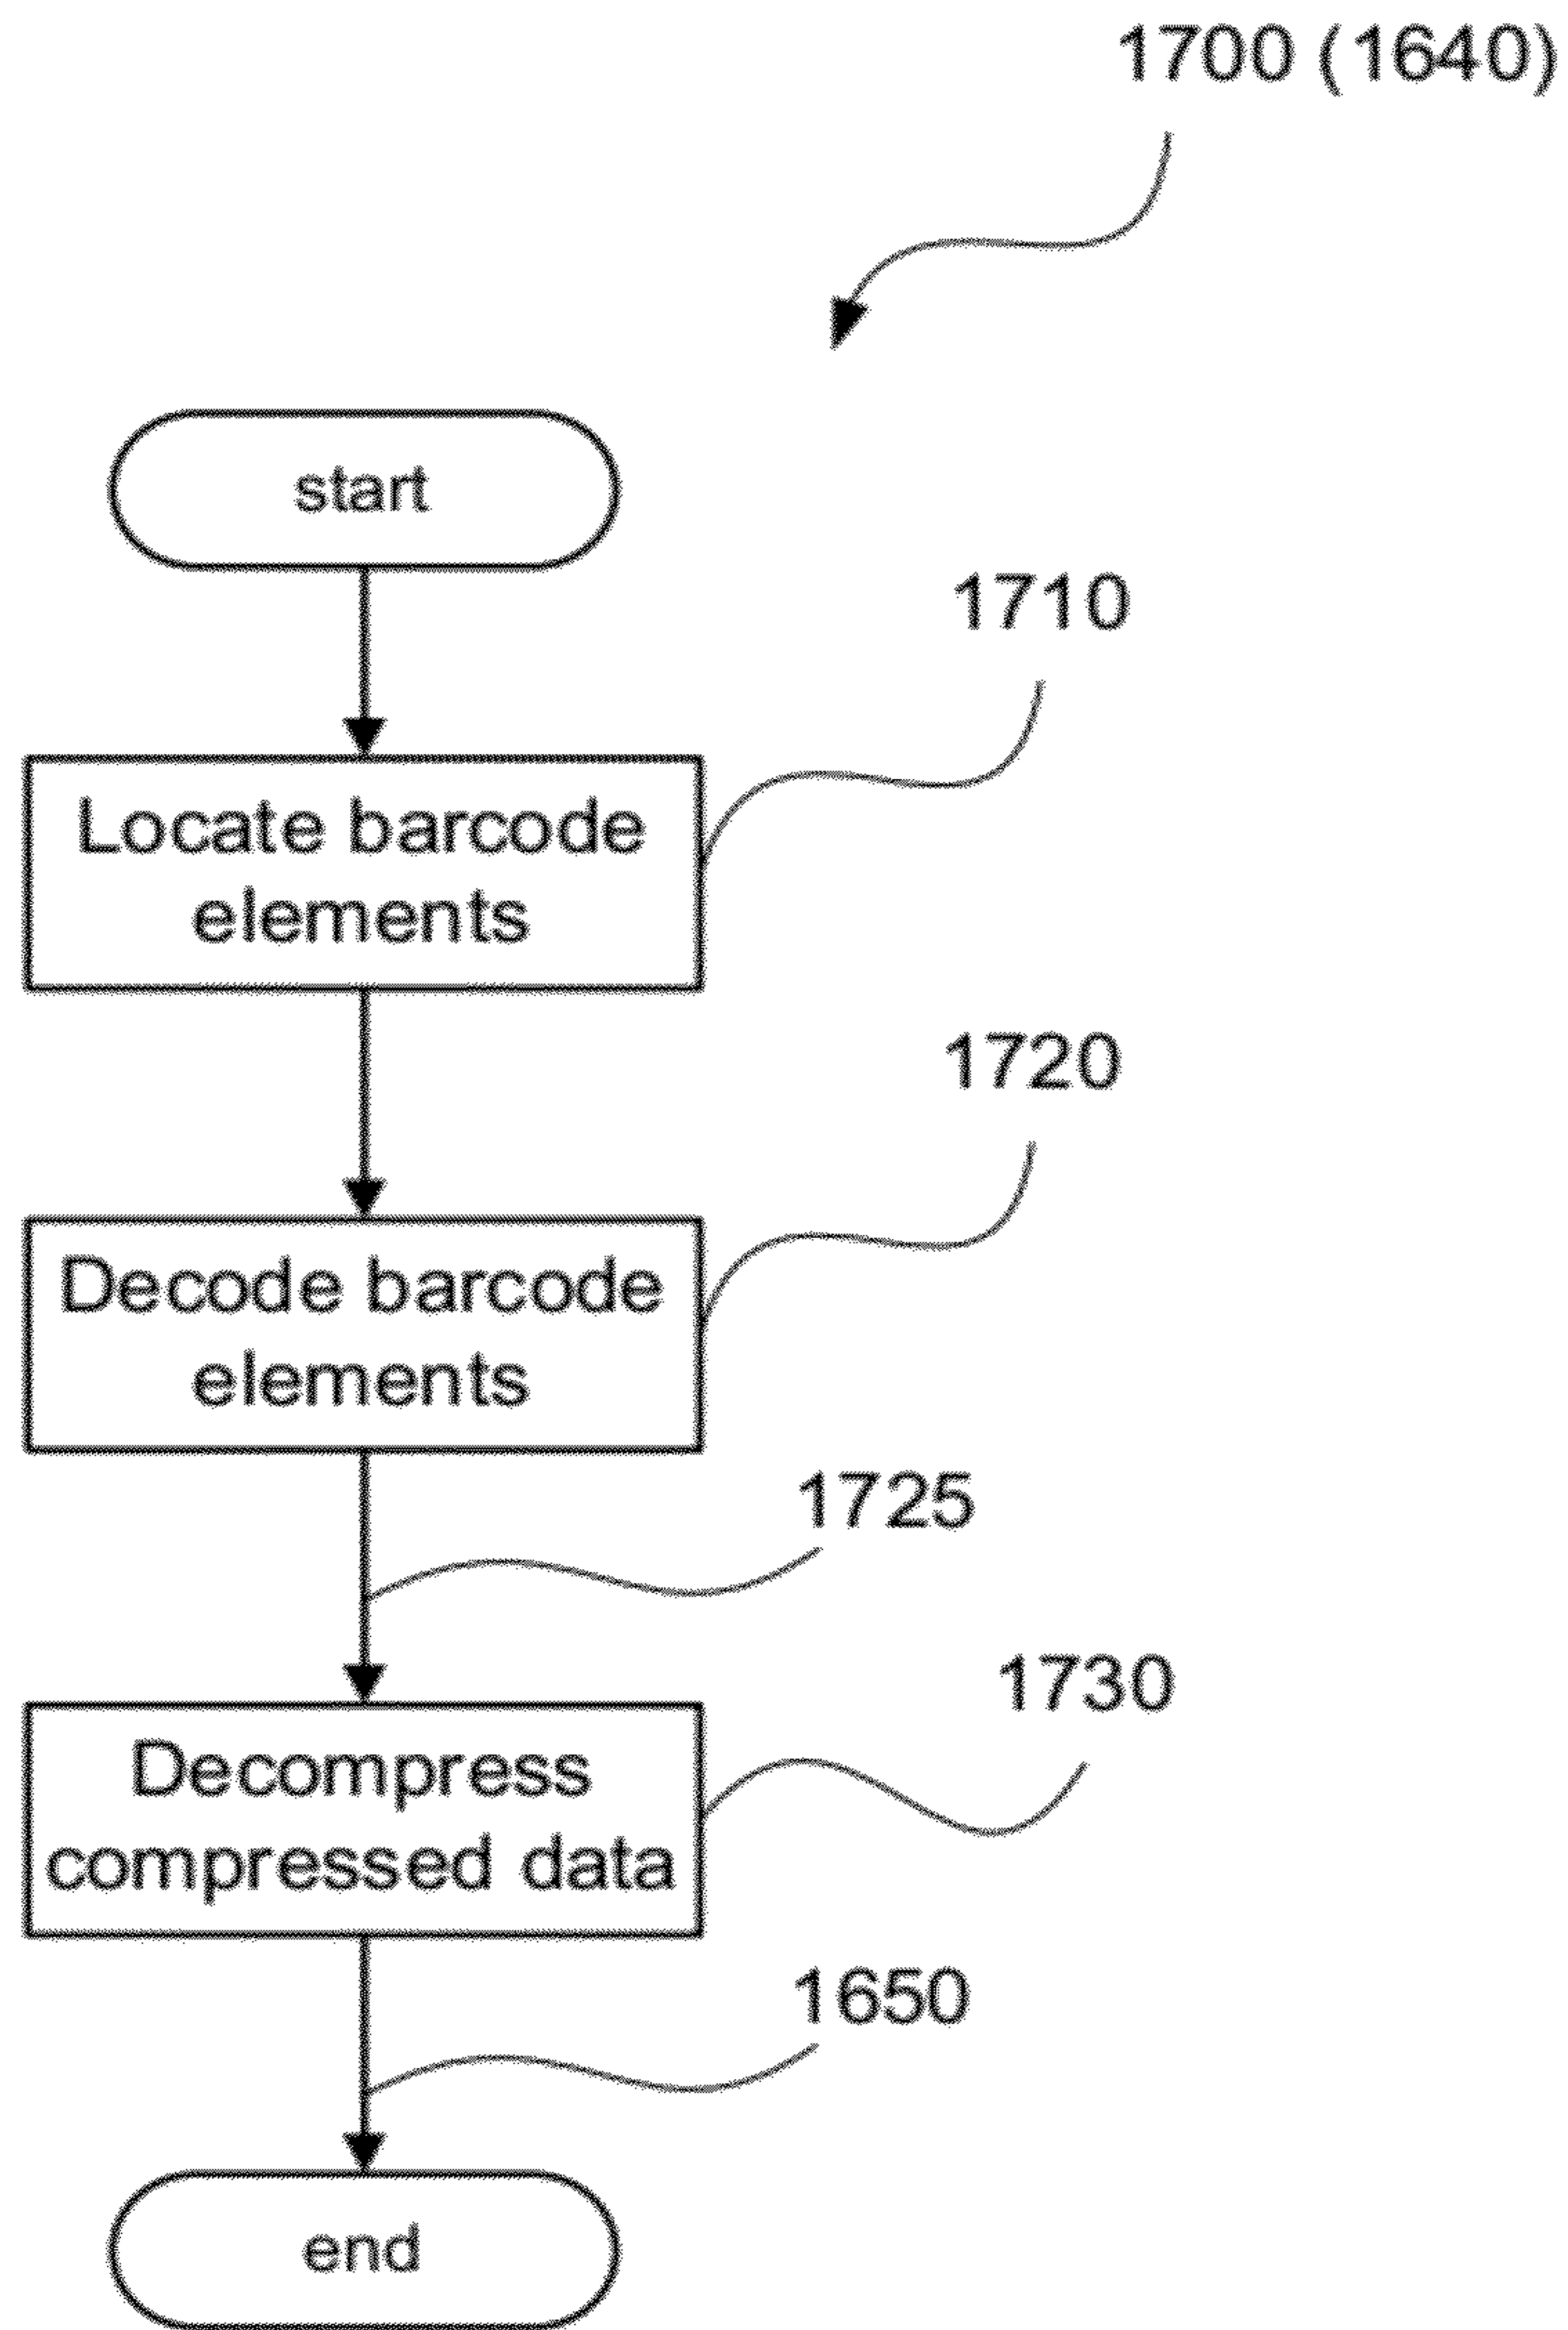 1700 (1640)
start
1710
Locate barcode
elements
1720
Decode barcode
elements
1725
1730
Decompress
compressed data
1650
end